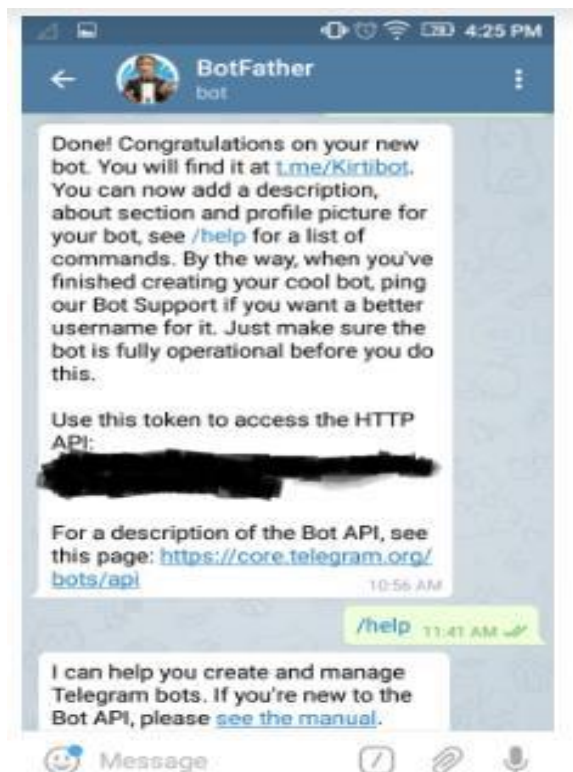 4:25 PM
BotFather
bot
Done! Congratulations on your new
bot. You will find it at t.me/Kirtibot.
You can now add a description,
about section and profile picture for
your bot, see /help for a list of
commands. By the way, when you've
finished creating your cool bot, ping
our Bot Support if you want a better
username for it. Just make sure the
bot is fully operational before you do
this.
Use this token to access the HTTP
API:
For a description of the Bot API, see
this page: https://core.telegram.org/
bots/api
10:56 AM
/help 11:41 AM
I can help you create and manage
Telegram bots. If you're new to the
Bot API, please see the manual.
Message